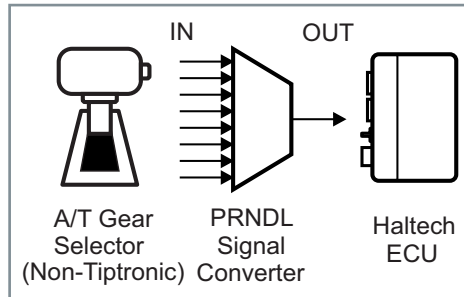 IN
OUT
A/T Gear
Selector
(Non-Tiptronic)
PRNDL
Signal
Converter
Haltech
ECU